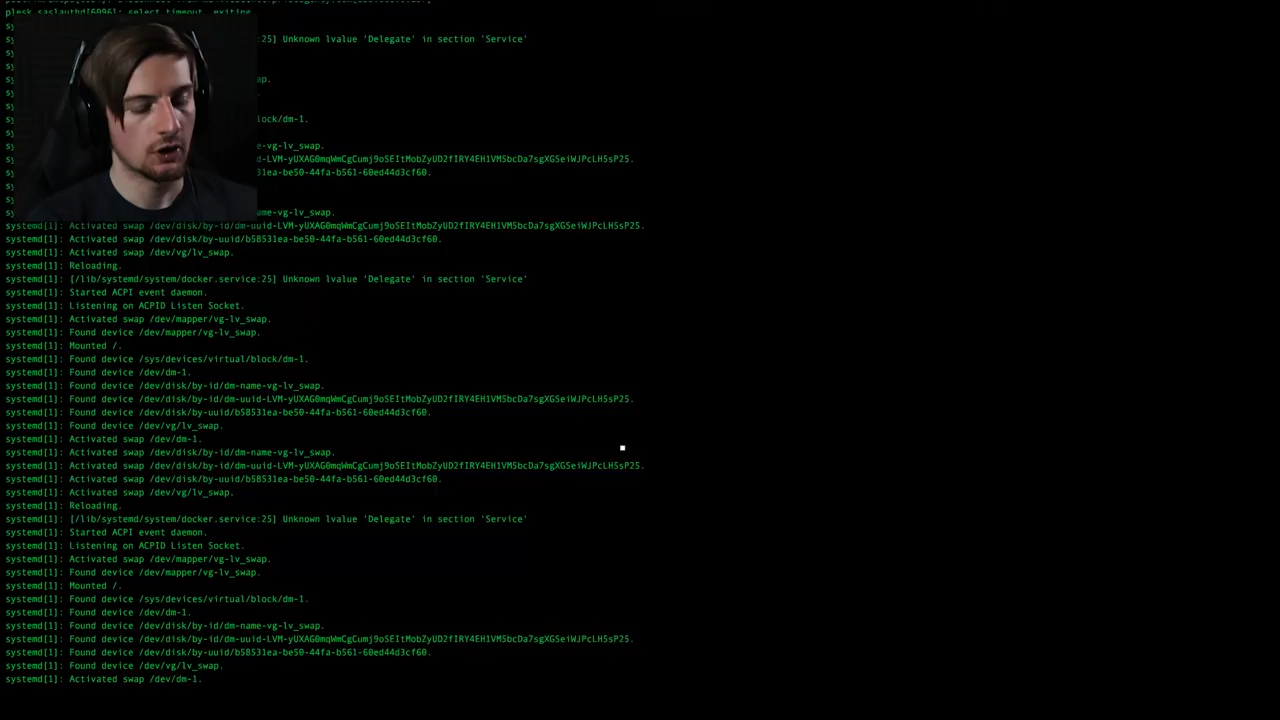 plesk_saslauthd[6096]: select timeout, exiting
sy
:25] Unknown lvalue 'Delegate' in section 'Service'
sy
sy
sy
ap.
sy
sy
lock/dm-1.
sy
sy
e-vg-lv_swap.
sy
d-LVM-yUXAG0mqWmCgCumj9oSEItMobZyUD2fIRY4EH1VM5bcDa7sgXGSeiWJPcLH5sP25.
sy
31ea-be50-44fa-b561-60ed44d3cf60.
sy
sy
sy
ame-vg-lv_swap.
systemd[1]: Activated swap /dev/disk/by-id/dm-uuid-LVM-yUXAG0mqWmCgCumj9oSEItMobZyUD2fIRY4EH1VM5bcDa7sgXGSeiWJPcLH5sP25.
systemd[1]: Activated swap /dev/disk/by-uuid/b58531ea-be50-44fa-b561-60ed44d3cf60.
systemd[1]: Activated swap /dev/vg/lv_swap.
systemd[1]: Reloading.
systemd[1]: [/lib/systemd/system/docker.service:25] Unknown lvalue 'Delegate' in section 'Service'
systemd[1]: Started ACPI event daemon.
systemd[1]: Listening on ACPID Listen Socket.
systemd[1]: Activated swap /dev/mapper/vg-lv_swap.
systemd[1]: Found device /dev/mapper/vg-lv_swap.
systemd[1]: Mounted /.
systemd[1]: Found device /sys/devices/virtual/block/dm-1.
systemd[1]: Found device /dev/dm-1.
systemd[1]: Found device /dev/disk/by-id/dm-name-vg-lv_swap.
systemd[1]: Found device /dev/disk/by-id/dm-uuid-LVM-yUXAG0mqWmCgCumj9oSEItMobZyUD2fIRY4EH1VM5bcDa7sgXGSeiWJPcLH5sP25.
systemd[1]: Found device /dev/disk/by-uuid/b58531ea-be50-44fa-b561-60ed44d3cf60.
systemd[1]: Found device /dev/vg/lv_swap.
systemd[1]: Activated swap /dev/dm-1.
systemd[1]: Activated swap /dev/disk/by-id/dm-name-vg-lv_swap.
systemd[1]: Activated swap /dev/disk/by-id/dm-uuid-LVM-yUXAG0mqWmCgCumj9oSEItMobZyUD2fIRY4EH1VM5bcDa7sgXGSeiWJPcLH5sP25.
systemd[1]: Activated swap /dev/disk/by-uuid/b58531ea-be50-44fa-b561-60ed44d3cf60.
systemd[1]: Activated swap /dev/vg/lv_swap.
systemd[1]: Reloading.
systemd[1]: [/lib/systemd/system/docker.service:25] Unknown lvalue 'Delegate' in section 'Service'
systemd[1]: Started ACPI event daemon.
systemd[1]: Listening on ACPID Listen Socket.
systemd[1]: Activated swap /dev/mapper/vg-lv_swap.
systemd[1]: Found device /dev/mapper/vg-lv_swap.
systemd[1]: Mounted /.
systemd[1]: Found device /sys/devices/virtual/block/dm-1.
systemd[1]: Found device /dev/dm-1.
systemd[1]: Found device /dev/disk/by-id/dm-name-vg-lv_swap.
systemd[1]: Found device /dev/disk/by-id/dm-uuid-LVM-yUXAG0mqWmCgCumj9oSEItMobZyUD2fIRY4EH1VM5bcDa7sgXGSeiWJPcLH5sP25.
systemd[1]: Found device /dev/disk/by-uuid/b58531ea-be50-44fa-b561-60ed44d3cf60.
systemd[1]: Found device /dev/vg/lv_swap.
systemd[1]: Activated swap /dev/dm-1.